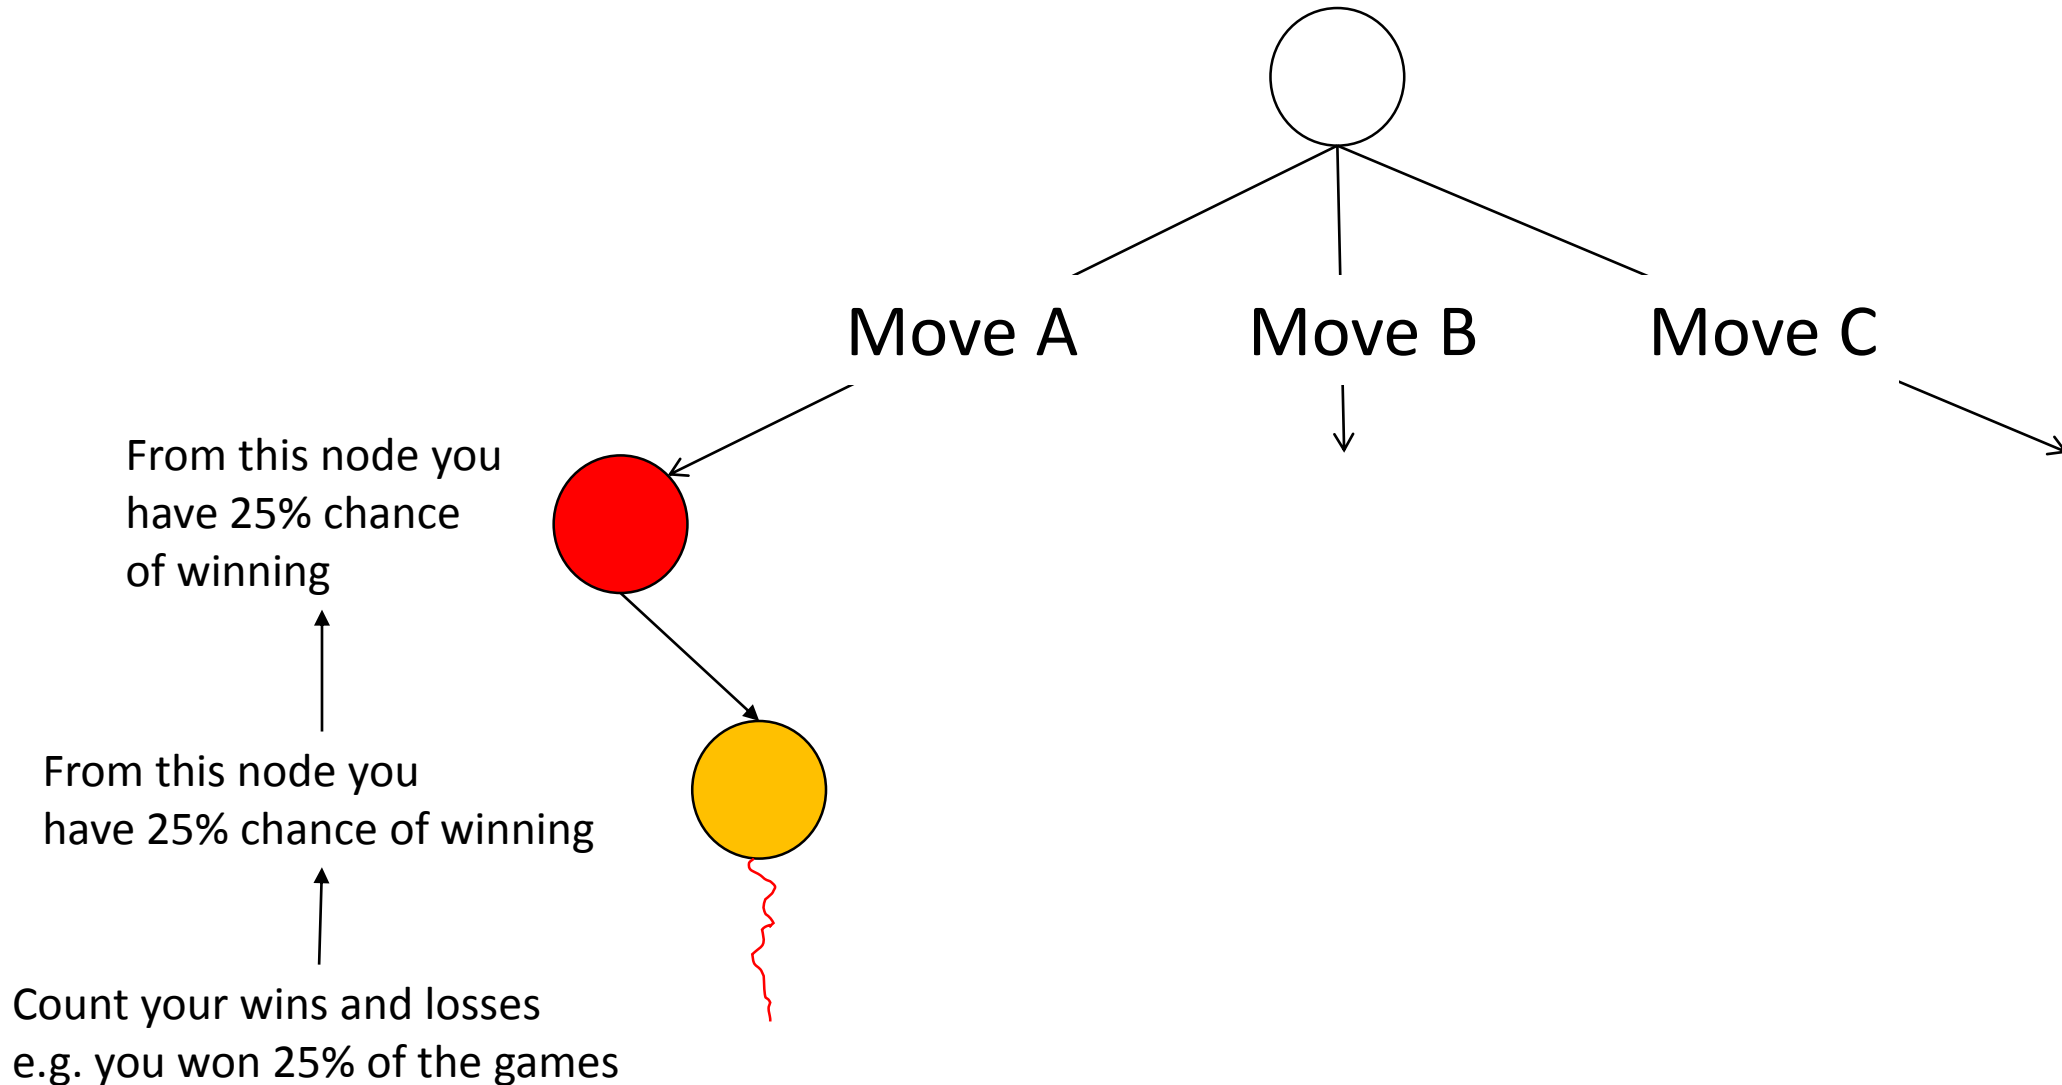 Move A
Move B
Move C
From this node you
have 25% chance
of winning
From this node you
have 25% chance of winning
Count your wins and losses
e.g. you won 25% of the games